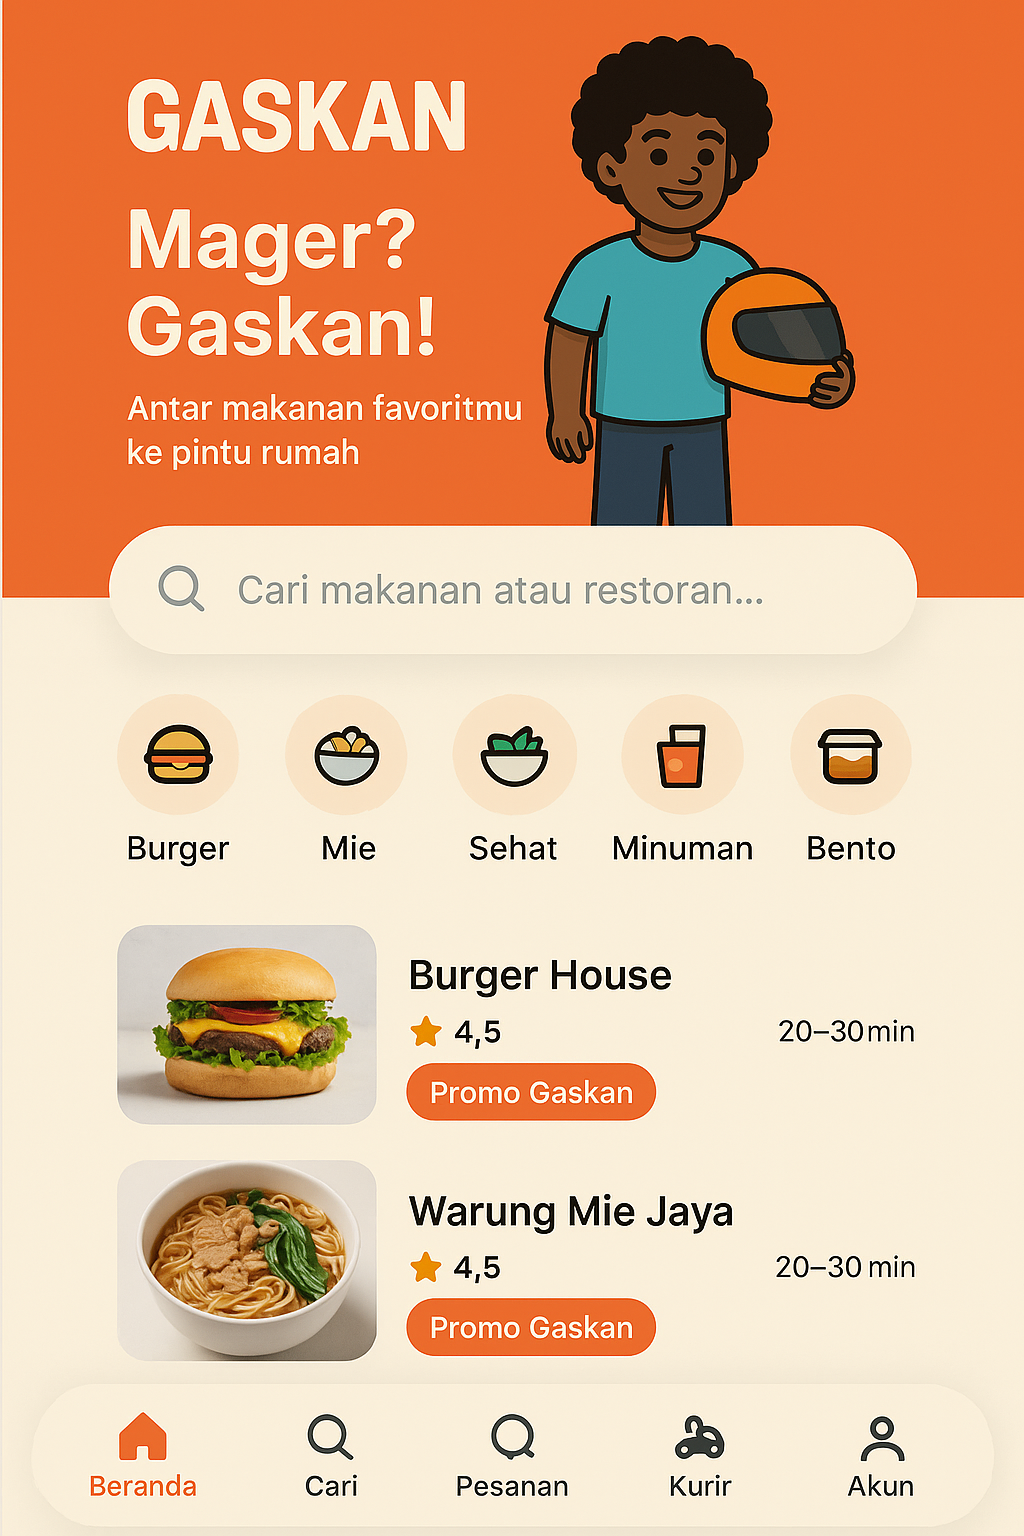 GASKAN
Mager?
Gaskan!
Antar makanan favoritmu
ke pintu rumah
Cari makanan atau restoran...
Burger
Mie
Sehat
Minuman
Bento
Burger House
4,5
20–30 min
Promo Gaskan
Warung Mie Jaya
4,5
20–30 min
Promo Gaskan
Beranda
Cari
Pesanan
Kurir
Akun